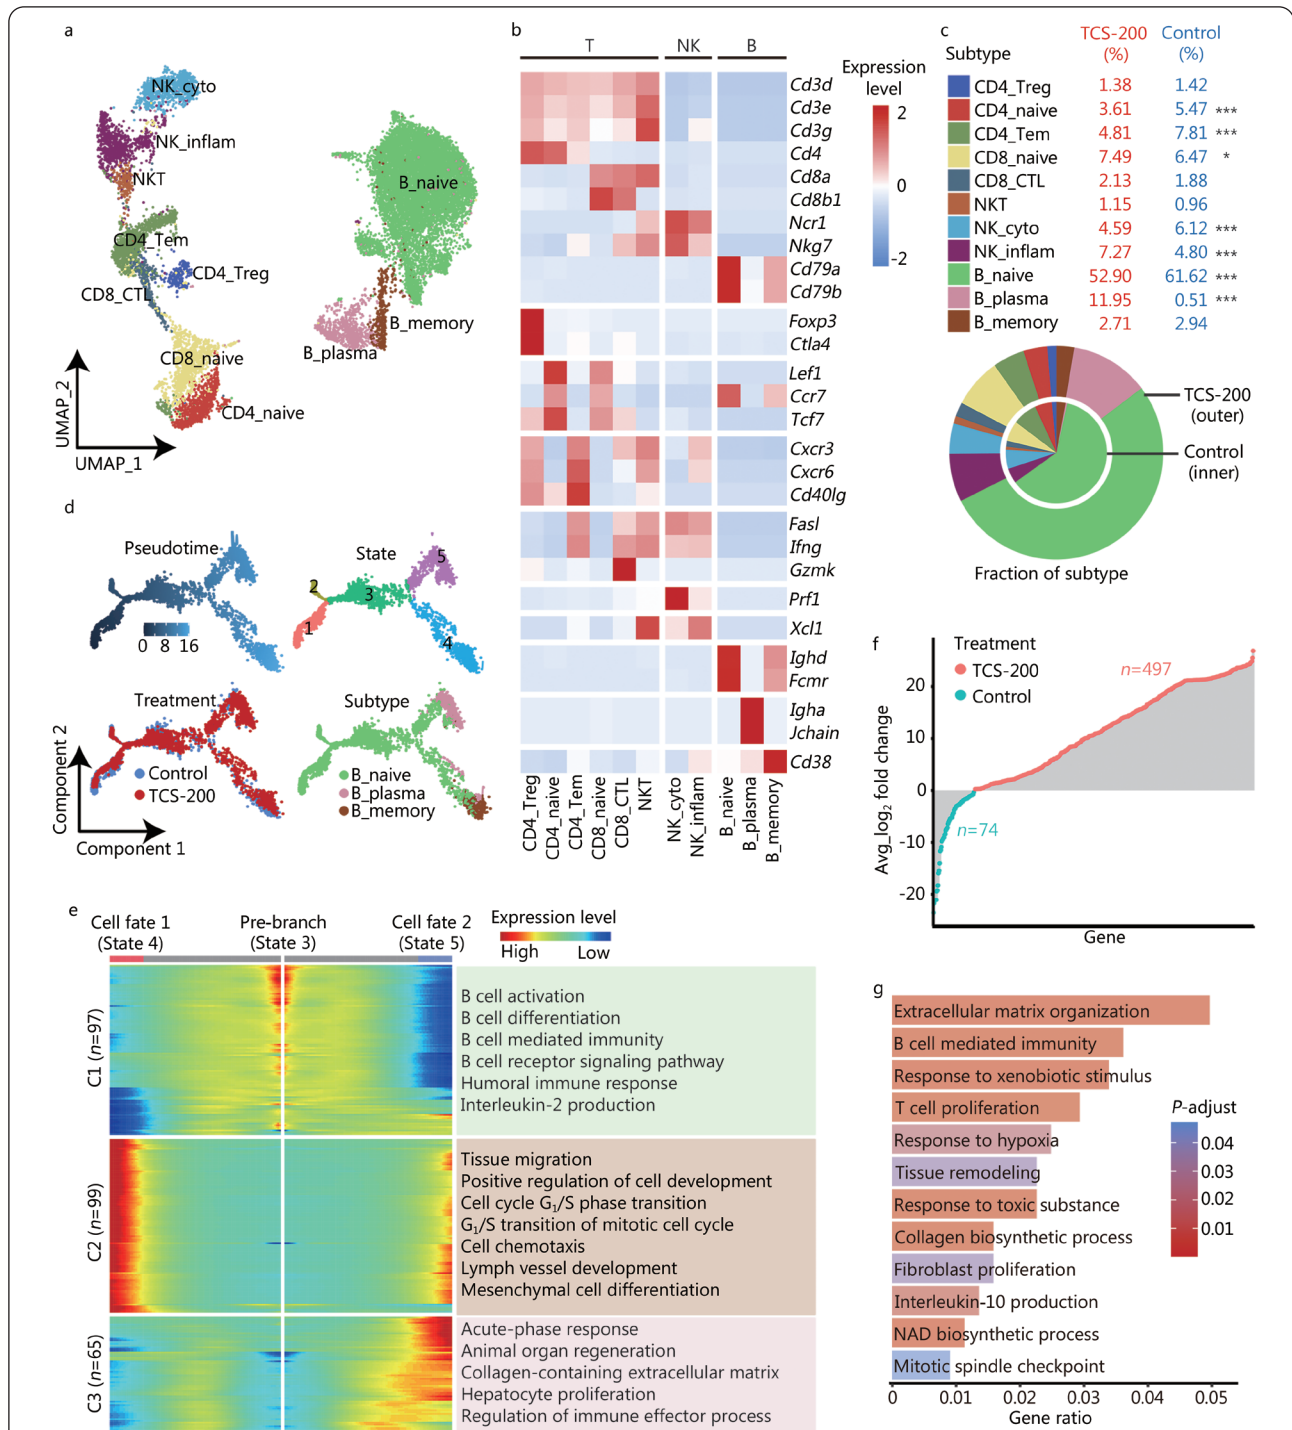 a
NK_cyto
NK_inflam
NKT
CD4_Tem
CD4_Treg
CD8_CTL
CD8_naive
CD4_naive
B_naive
B_memory
B_plasma
UMAP_2
UMAP_1
b
T NK B
Expression
level
2
0
-2
Cd3d
Cd3e
Cd3g
Cd4
Cd8a
Cd8b1
Ncr1
Nkg7
Cd79a
Cd79b
Foxp3
Ctla4
Lef1
Ccr7
Tcf7
Cxcr3
Cxcr6
Cd40lg
Fasl
Ifng
Gzmk
Prf1
Xcl1
Ighd
Fcmr
Igha
Jchain
Cd38
CD4_Treg
CD4_naive
CD4_Tem
CD8_naive
CD8_CTL
NKT
NK_cyto
NK_inflam
B_naive
B_plasma
B_memory
c
Subtype TCS-200 (%) Control (%)
CD4_Treg 1.38 1.42
CD4_naive 3.61 5.47 ***
CD4_Tem 4.81 7.81 ***
CD8_naive 7.49 6.47 *
CD8_CTL 2.13 1.88
NKT 1.15 0.96
NK_cyto 4.59 6.12 ***
NK_inflam 7.27 4.80 ***
B_naive 52.90 61.62 ***
B_plasma 11.95 0.51 ***
B_memory 2.71 2.94
TCS-200
(outer)
Control
(inner)
Fraction of subtype
d
Pseudotime
0 8 16
State
1
2
3
4
5
Treatment
Control
TCS-200
Subtype
B_naive
B_plasma
B_memory
Component 2
Component 1
e
Cell fate 1
(State 4)
Pre-branch
(State 3)
Cell fate 2
(State 5)
Expression level
High Low
C1 (n=97)
B cell activation
B cell differentiation
B cell mediated immunity
B cell receptor signaling pathway
Humoral immune response
Interleukin-2 production
C2 (n=99)
Tissue migration
Positive regulation of cell development
Cell cycle G₁/S phase transition
G₁/S transition of mitotic cell cycle
Cell chemotaxis
Lymph vessel development
Mesenchymal cell differentiation
C3 (n=65)
Acute-phase response
Animal organ regeneration
Collagen-containing extracellular matrix
Hepatocyte proliferation
Regulation of immune effector process
f
Treatment
TCS-200
Control
n=497
n=74
20
10
0
-10
-20
Avg_log₂ fold change
Gene
g
Extracellular matrix organization
B cell mediated immunity
Response to xenobiotic stimulus
T cell proliferation
Response to hypoxia
Tissue remodeling
Response to toxic substance
Collagen biosynthetic process
Fibroblast proliferation
Interleukin-10 production
NAD biosynthetic process
Mitotic spindle checkpoint
P-adjust
0.04
0.03
0.02
0.01
0 0.01 0.02 0.03 0.04 0.05
Gene ratio